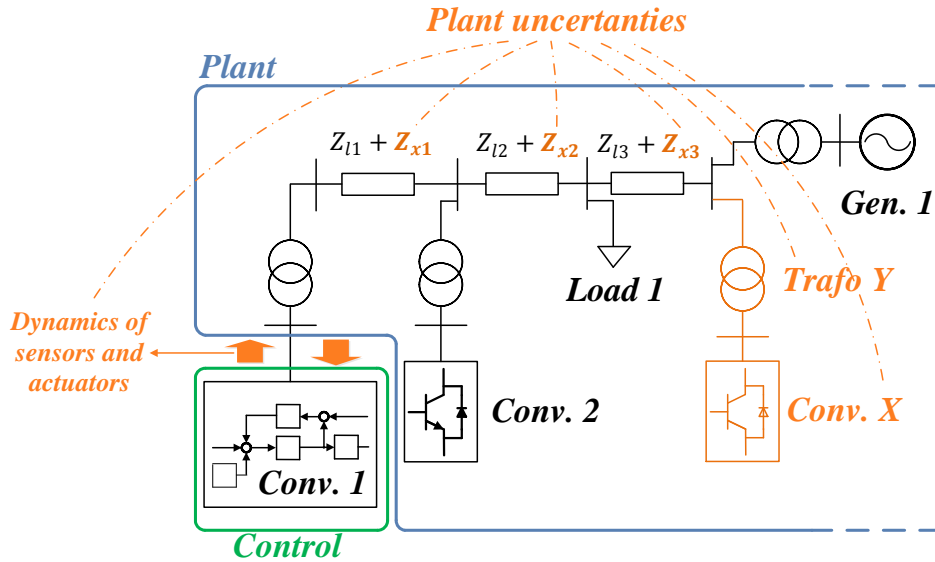 Plant uncertanties
Plant
Z_{l1} + Z_{x1}
Z_{l2} + Z_{x2}
Z_{l3} + Z_{x3}
Gen. 1
Load 1
Trafo Y
Dynamics of
sensors and
actuators
Conv. 2
Conv. X
Conv. 1
Control